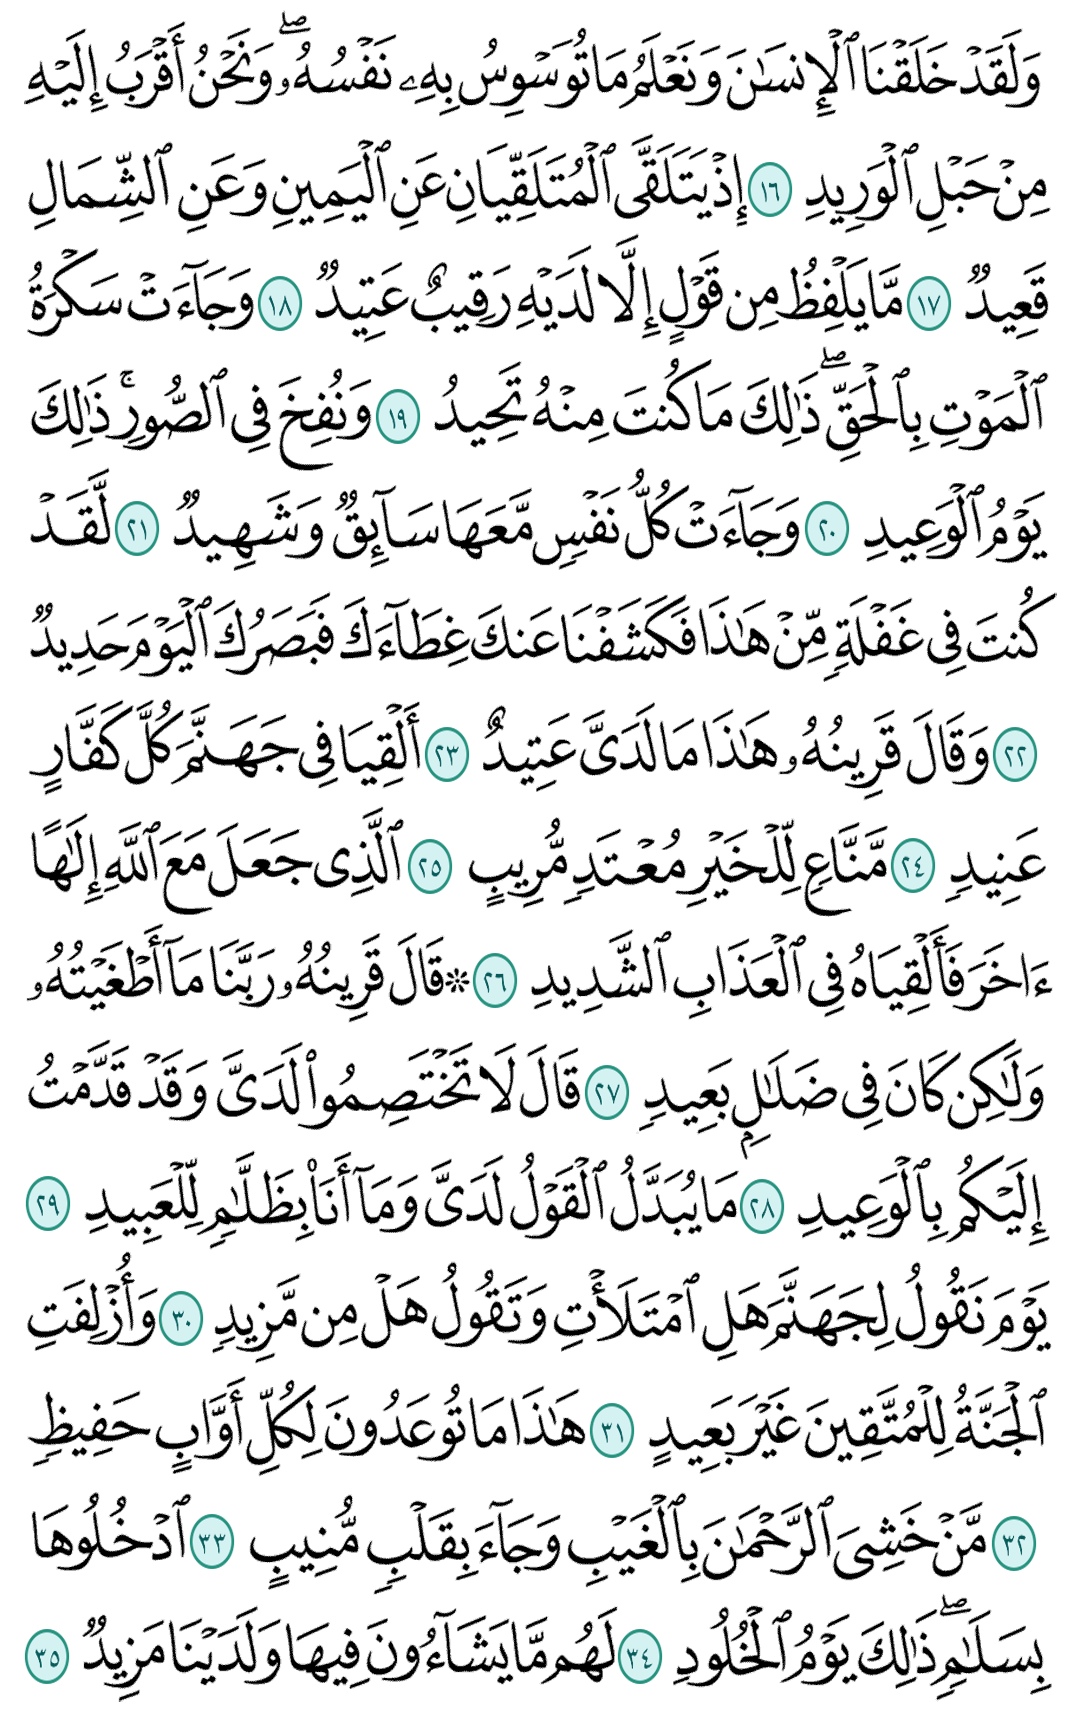 وَلَقَدۡ خَلَقۡنَا ٱلۡإِنسَٰنَ وَنَعۡلَمُ مَا تُوَسۡوِسُ بِهِۦ نَفۡسُهُۥۖ وَنَحۡنُ أَقۡرَبُ إِلَيۡهِ
مِنۡ حَبۡلِ ٱلۡوَرِيدِ ١٦ إِذۡ يَتَلَقَّى ٱلۡمُتَلَقِّيَانِ عَنِ ٱلۡيَمِينِ وَعَنِ ٱلشِّمَالِ
قَعِيدٞ ١٧ مَّا يَلۡفِظُ مِن قَوۡلٍ إِلَّا لَدَيۡهِ رَقِيبٌ عَتِيدٞ ١٨ وَجَآءَتۡ سَكۡرَةُ
ٱلۡمَوۡتِ بِٱلۡحَقِّۖ ذَٰلِكَ مَا كُنتَ مِنۡهُ تَحِيدُ ١٩ وَنُفِخَ فِي ٱلصُّورِۚ ذَٰلِكَ
يَوۡمُ ٱلۡوَعِيدِ ٢٠ وَجَآءَتۡ كُلُّ نَفۡسٖ مَّعَهَا سَآئِقٞ وَشَهِيدٞ ٢١ لَّقَدۡ
كُنتَ فِي غَفۡلَةٖ مِّنۡ هَٰذَا فَكَشَفۡنَا عَنكَ غِطَآءَكَ فَبَصَرُكَ ٱلۡيَوۡمَ حَدِيدٞ
٢٢ وَقَالَ قَرِينُهُۥ هَٰذَا مَا لَدَيَّ عَتِيدٌ ٢٣ أَلۡقِيَا فِي جَهَنَّمَ كُلَّ كَفَّارٍ
عَنِيدٖ ٢٤ مَّنَّاعٖ لِّلۡخَيۡرِ مُعۡتَدٖ مُّرِيبٍ ٢٥ ٱلَّذِي جَعَلَ مَعَ ٱللَّهِ إِلَٰهًا
ءَاخَرَ فَأَلۡقِيَاهُ فِي ٱلۡعَذَابِ ٱلشَّدِيدِ ٢٦ ۞قَالَ قَرِينُهُۥ رَبَّنَا مَآ أَطۡغَيۡتُهُۥ
وَلَٰكِن كَانَ فِي ضَلَٰلِۭ بَعِيدٖ ٢٧ قَالَ لَا تَخۡتَصِمُواْ لَدَيَّ وَقَدۡ قَدَّمۡتُ
إِلَيۡكُم بِٱلۡوَعِيدِ ٢٨ مَا يُبَدَّلُ ٱلۡقَوۡلُ لَدَيَّ وَمَآ أَنَا۠ بِظَلَّٰمٖ لِّلۡعَبِيدِ ٢٩
يَوۡمَ نَقُولُ لِجَهَنَّمَ هَلِ ٱمۡتَلَأۡتِ وَتَقُولُ هَلۡ مِن مَّزِيدٖ ٣٠ وَأُزۡلِفَتِ
ٱلۡجَنَّةُ لِلۡمُتَّقِينَ غَيۡرَ بَعِيدٍ ٣١ هَٰذَا مَا تُوعَدُونَ لِكُلِّ أَوَّابٍ حَفِيظٖ
٣٢ مَّنۡ خَشِيَ ٱلرَّحۡمَٰنَ بِٱلۡغَيۡبِ وَجَآءَ بِقَلۡبٖ مُّنِيبٍ ٣٣ ٱدۡخُلُوهَا
بِسَلَٰمٖۖ ذَٰلِكَ يَوۡمُ ٱلۡخُلُودِ ٣٤ لَهُم مَّا يَشَآءُونَ فِيهَا وَلَدَيۡنَا مَزِيدٞ ٣٥